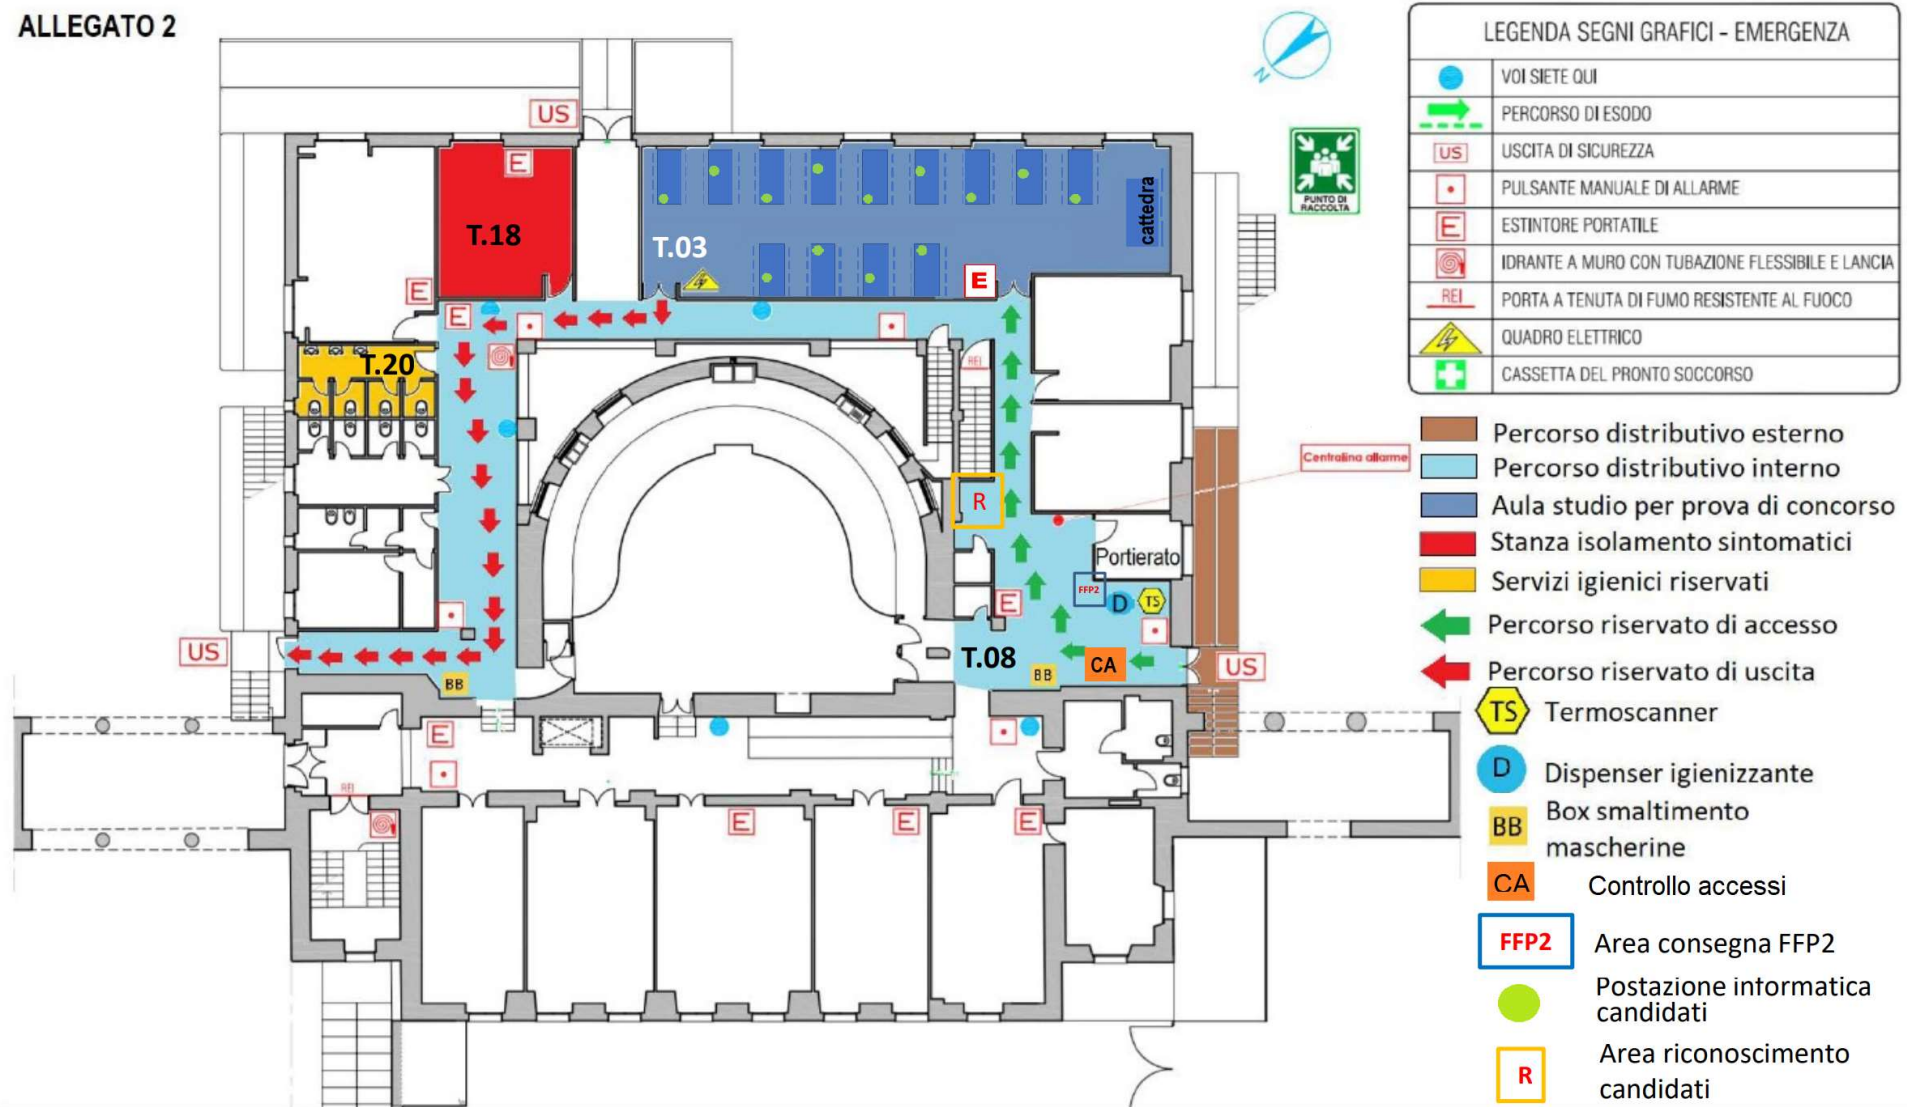 ALLEGATO 2
N
US
E
T.18
T.03
cattedra
E
E
E
T.20
REI
R
Centralina allarme
Portierato
FFP2
D
TS
E
T.08
CA
BB
US
US
BB
E
REI
E
E
E
PUNTO DI
RACCOLTA
LEGENDA SEGNI GRAFICI - EMERGENZA
VOI SIETE QUI
PERCORSO DI ESODO
US USCITA DI SICUREZZA
PULSANTE MANUALE DI ALLARME
E ESTINTORE PORTATILE
IDRANTE A MURO CON TUBAZIONE FLESSIBILE E LANCIA
REI PORTA A TENUTA DI FUMO RESISTENTE AL FUOCO
QUADRO ELETTRICO
CASSETTA DEL PRONTO SOCCORSO
Percorso distributivo esterno
Percorso distributivo interno
Aula studio per prova di concorso
Stanza isolamento sintomatici
Servizi igienici riservati
Percorso riservato di accesso
Percorso riservato di uscita
TS Termoscanner
D Dispenser igienizzante
BB Box smaltimento
mascherine
CA Controllo accessi
FFP2 Area consegna FFP2
Postazione informatica
candidati
R Area riconoscimento
candidati